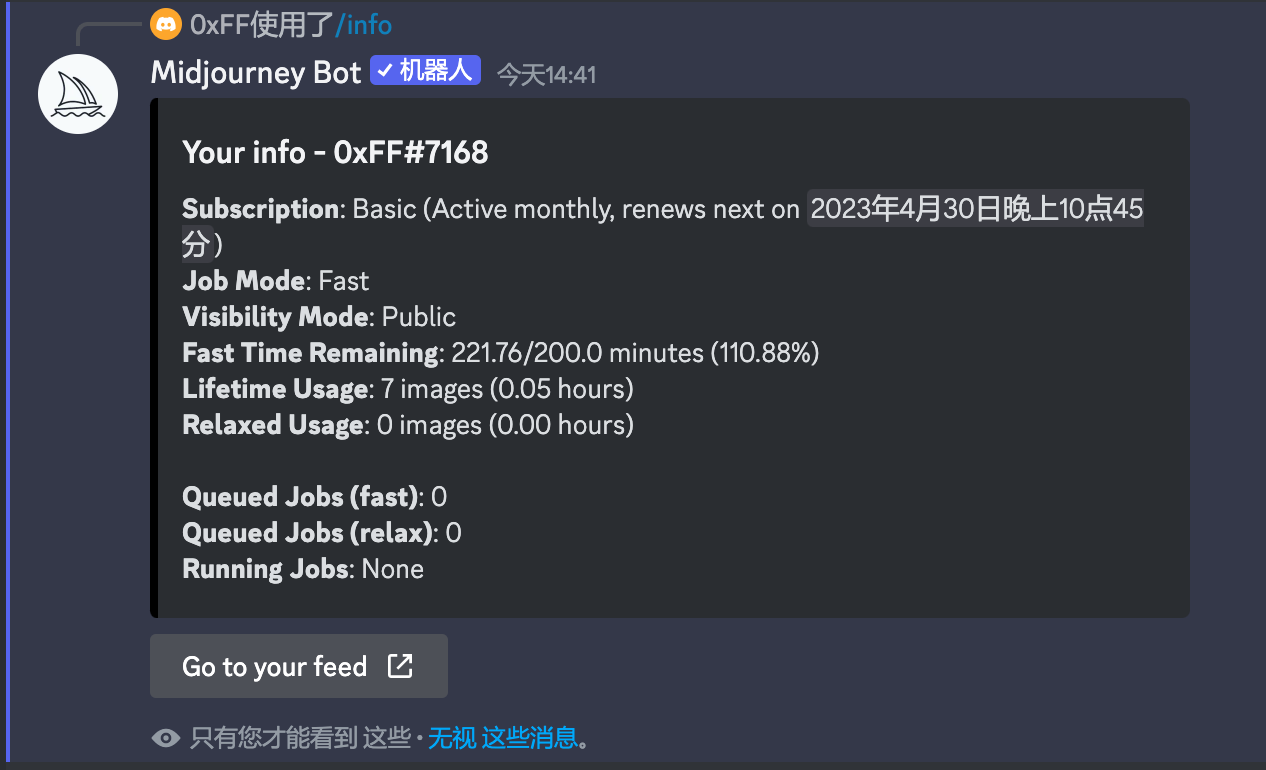 0xFF使用了/info
Midjourney Bot ✓ 机器人 今天14:41
Your info - 0xFF#7168
Subscription: Basic (Active monthly, renews next on 2023年4月30日晚上10点45
分)
Job Mode: Fast
Visibility Mode: Public
Fast Time Remaining: 221.76/200.0 minutes (110.88%)
Lifetime Usage: 7 images (0.05 hours)
Relaxed Usage: 0 images (0.00 hours)
Queued Jobs (fast): 0
Queued Jobs (relax): 0
Running Jobs: None
Go to your feed
只有您才能看到 这些 · 无视 这些消息。